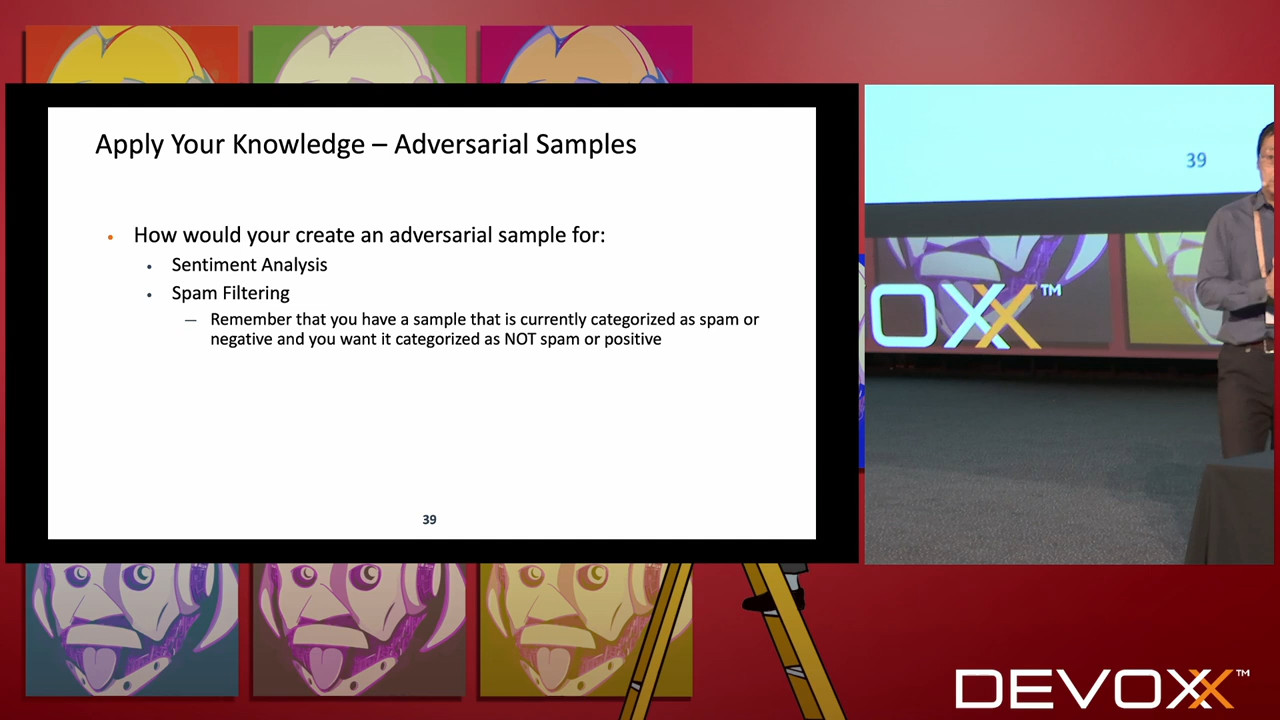 Apply Your Knowledge – Adversarial Samples
• How would your create an adversarial sample for:
• Sentiment Analysis
• Spam Filtering
— Remember that you have a sample that is currently categorized as spam or
negative and you want it categorized as NOT spam or positive
39
39
OXX™
DEVOXX™